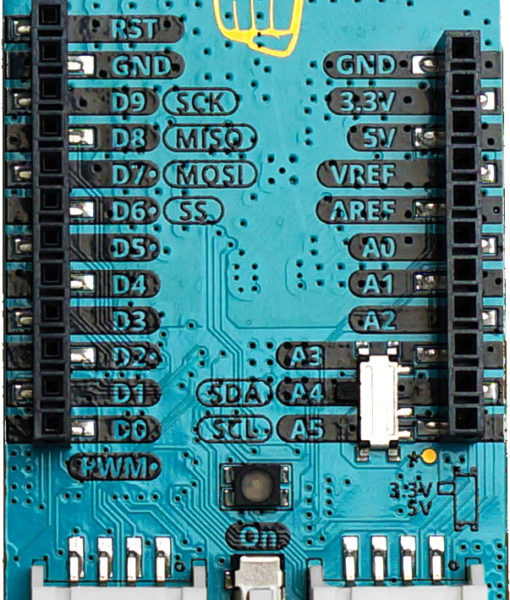 RST
GND
D9 SCK
D8 MISO
D7 MOSI
D6 SS
D5
D4
D3
D2
D1
D0
PWM
GND
3.3V
5V
VREF
AREF
A0
A1
A2
A3
SDA A4
SCL A5
3.3V
5V
On